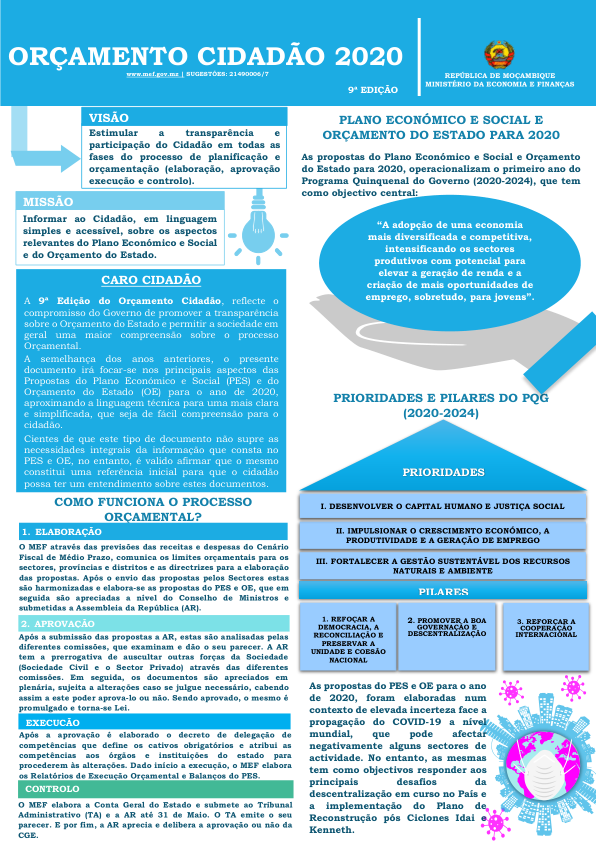 ORÇAMENTO CIDADÃO 2020
www.mef.gov.mz | SUGESTÕES: 21490006/7
9ª EDIÇÃO
REPÚBLICA DE MOÇAMBIQUE
MINISTÉRIO DA ECONOMIA E FINANÇAS
VISÃO
Estimular a transparência e
participação do Cidadão em todas as
fases do processo de planificação e
orçamentação (elaboração, aprovação
execução e controlo).
MISSÃO
Informar ao Cidadão, em linguagem
simples e acessível, sobre os aspectos
relevantes do Plano Económico e Social
e do Orçamento do Estado.
CARO CIDADÃO
A 9ª Edição do Orçamento Cidadão, reflecte o
compromisso do Governo de promover a transparência
sobre o Orçamento do Estado e permitir a sociedade em
geral uma maior compreensão sobre o processo
Orçamental.
A semelhança dos anos anteriores, o presente
documento irá focar-se nos principais aspectos das
Propostas do Plano Económico e Social (PES) e do
Orçamento do Estado (OE) para o ano de 2020,
aproximando a linguagem técnica para uma mais clara
e simplificada, que seja de fácil compreensão para o
cidadão.
Cientes de que este tipo de documento não supre as
necessidades integrais da informação que consta no
PES e OE, no entanto, é valido afirmar que o mesmo
constitui uma referência inicial para que o cidadão
possa ter um entendimento sobre estes documentos.
COMO FUNCIONA O PROCESSO
ORÇAMENTAL?
1. ELABORAÇÃO
O MEF através das previsões das receitas e despesas do Cenário
Fiscal de Médio Prazo, comunica os limites orçamentais para os
sectores, províncias e distritos e as directrizes para a elaboração
das propostas. Após o envio das propostas pelos Sectores estas
são harmonizadas e elabora-se as propostas do PES e OE, que em
seguida são apreciadas a nível do Conselho de Ministros e
submetidas a Assembleia da República (AR).
2. APROVAÇÃO
Após a submissão das propostas a AR, estas são analisadas pelas
diferentes comissões, que examinam e dão o seu parecer. A AR
tem a prerrogativa de auscultar outras forças da Sociedade
(Sociedade Civil e o Sector Privado) através das diferentes
comissões. Em seguida, os documentos são apreciados em
plenária, sujeita a alterações caso se julgue necessário, cabendo
assim a este poder aprova-lo ou não. Sendo aprovado, o mesmo é
promulgado e torna-se Lei.
EXECUCÃO
Após a aprovação é elaborado o decreto de delegação de
competências que define os cativos obrigatórios e atribui as
competências aos órgãos e instituições do estado para
procederem às alterações. Dado início a execução, o MEF elabora
os Relatórios de Execução Orçamental e Balanços do PES.
CONTROLO
O MEF elabora a Conta Geral do Estado e submete ao Tribunal
Administrativo (TA) e a AR até 31 de Maio. O TA emite o seu
parecer. E por fim, a AR aprecia e delibera a aprovação ou não da
CGE.
PLANO ECONÓMICO E SOCIAL E
ORÇAMENTO DO ESTADO PARA 2020
As propostas do Plano Económico e Social e Orçamento
do Estado para 2020, operacionalizam o primeiro ano do
Programa Quinquenal do Governo (2020-2024), que tem
como objectivo central:
“A adopção de uma economia
mais diversificada e competitiva,
intensificando os sectores
produtivos com potencial para
elevar a geração de renda e a
criação de mais oportunidades de
emprego, sobretudo, para jovens”.
PRIORIDADES E PILARES DO PQG
(2020-2024)
PRIORIDADES
I. DESENVOLVER O CAPITAL HUMANO E JUSTIÇA SOCIAL
II. IMPULSIONAR O CRESCIMENTO ECONÓMICO, A
PRODUTIVIDADE E A GERAÇÃO DE EMPREGO
III. FORTALECER A GESTÃO SUSTENTÁVEL DOS RECURSOS
NATURAIS E AMBIENTE
PILARES
1. REFOÇAR A
DEMOCRACIA, A
RECONCILIAÇÃO E
PRESERVAR A
UNIDADE E COESÃO
NACIONAL
2. PROMOVER A BOA
GOVERNAÇÃO E
DESCENTRALIZAÇÃO
3. REFORÇAR A
COOPERAÇÃO
INTERNACIONAL
As propostas do PES e OE para o ano
de 2020, foram elaboradas num
contexto de elevada incerteza face a
propagação do COVID-19 a nível
mundial, que pode afectar
negativamente alguns sectores de
actividade. No entanto, as mesmas
tem como objectivos responder aos
principais desafios da
descentralização em curso no País e
a implementação do Plano de
Reconstrução pós Ciclones Idai e
Kenneth.